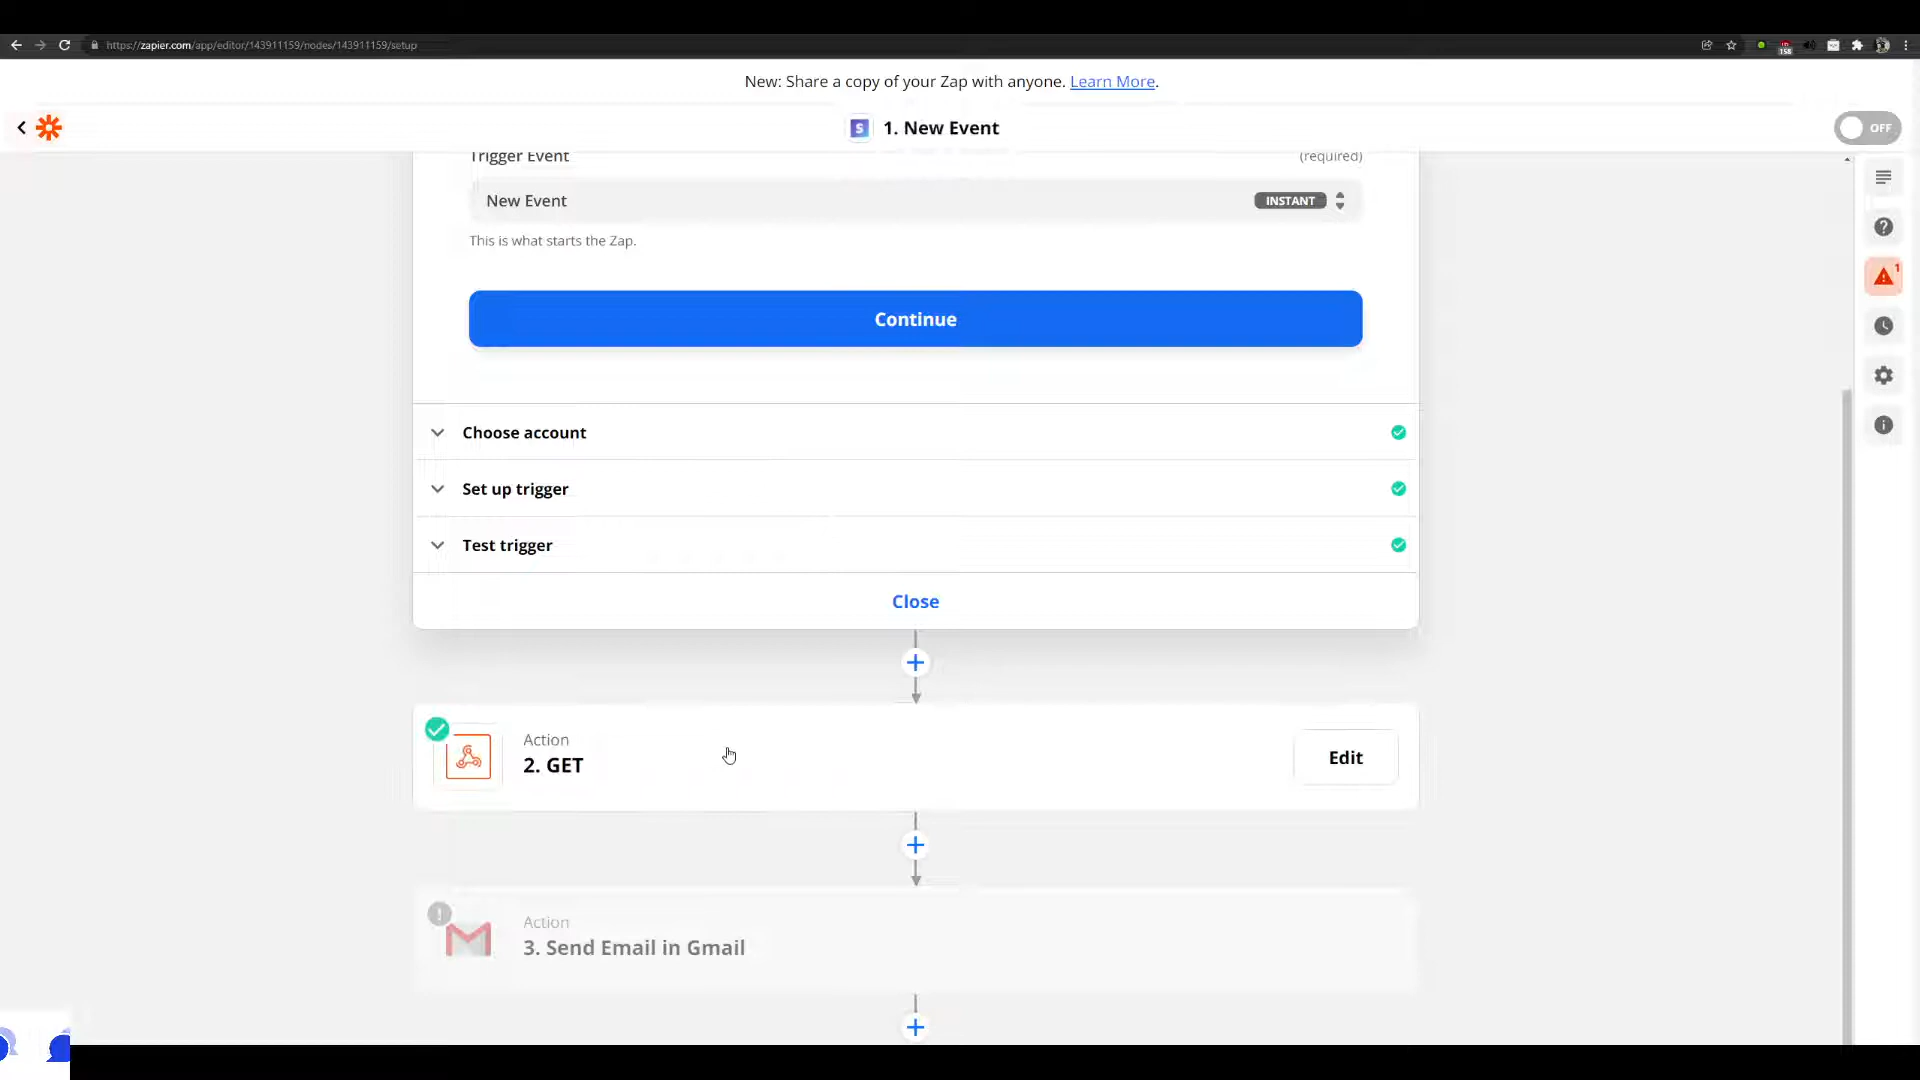 https://zapier.com/app/editor/143911159/nodes/143911159/setup
158
New: Share a copy of your Zap with anyone. Learn More.
S
1. New Event
OFF
Trigger Event
(required)
New Event
INSTANT
This is what starts the Zap.
Continue
1
Choose account
Set up trigger
Test trigger
Close
Action
2. GET
Edit
Action
3. Send Email in Gmail